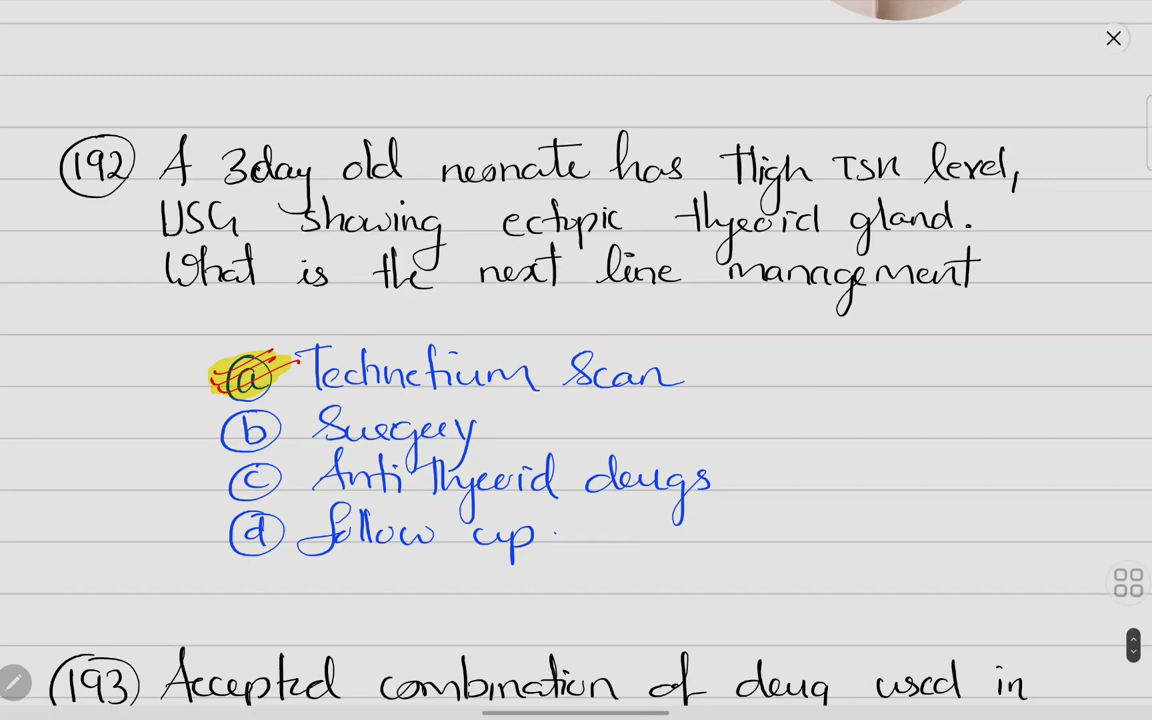 192 A 3day old neonate has High TSH level,
USG showing ectopic thyroid gland.
What is the next line management
a Technetium Scan
b Surgery
c Anti thyroid drugs
d follow up.
193 Accepted combination of drug used in